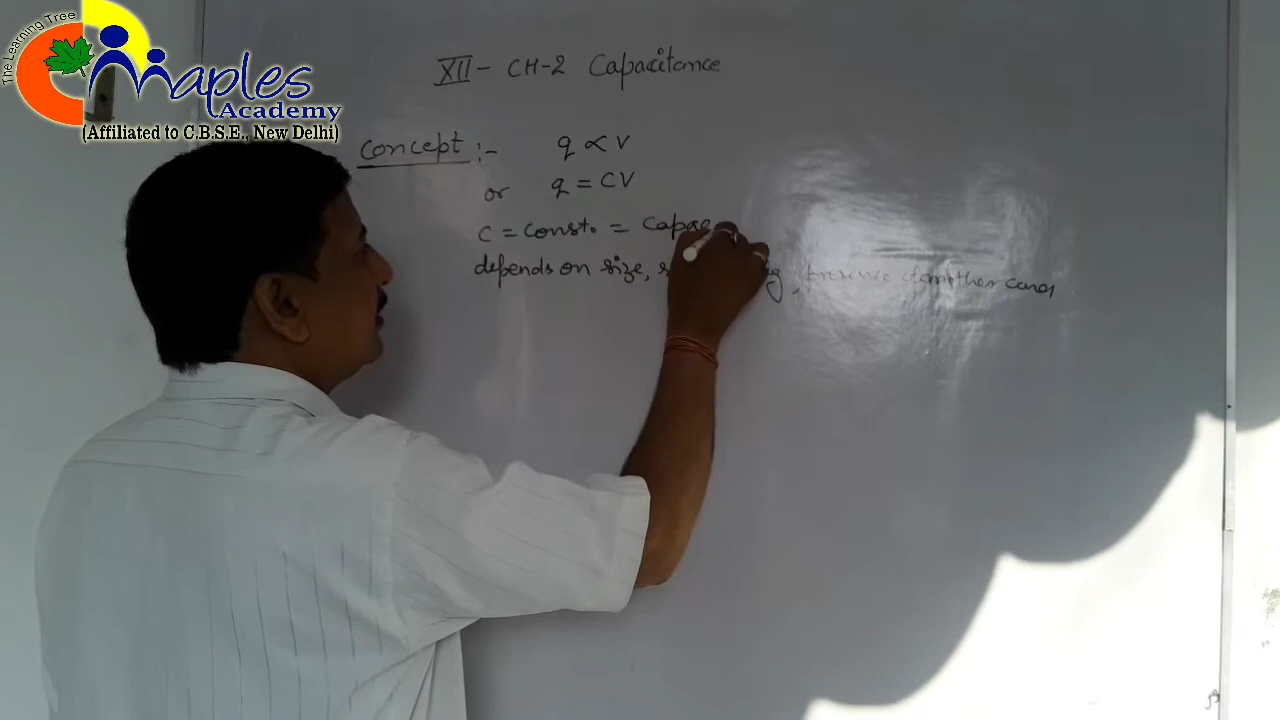 The Learning Tree
Maples
Academy
(Affiliated to C.B.S.E., New Delhi)
XII - CH-2 Capacitance
Concept :- q ∝ V
or q = CV
C = Const. = Capac
depends on size, s , presence of another